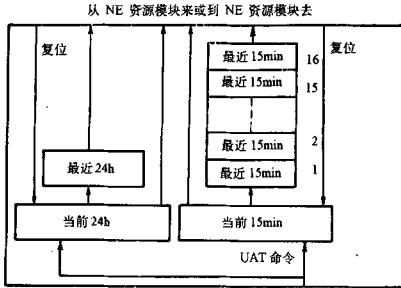 从 NE 资源模块来或到 NE 资源模块去
复位
最近 15min 16
复位
最近 15min 15
最近 15min 2
最近 24h
最近 15min 1
当前 24h
当前 15min
UAT 命令